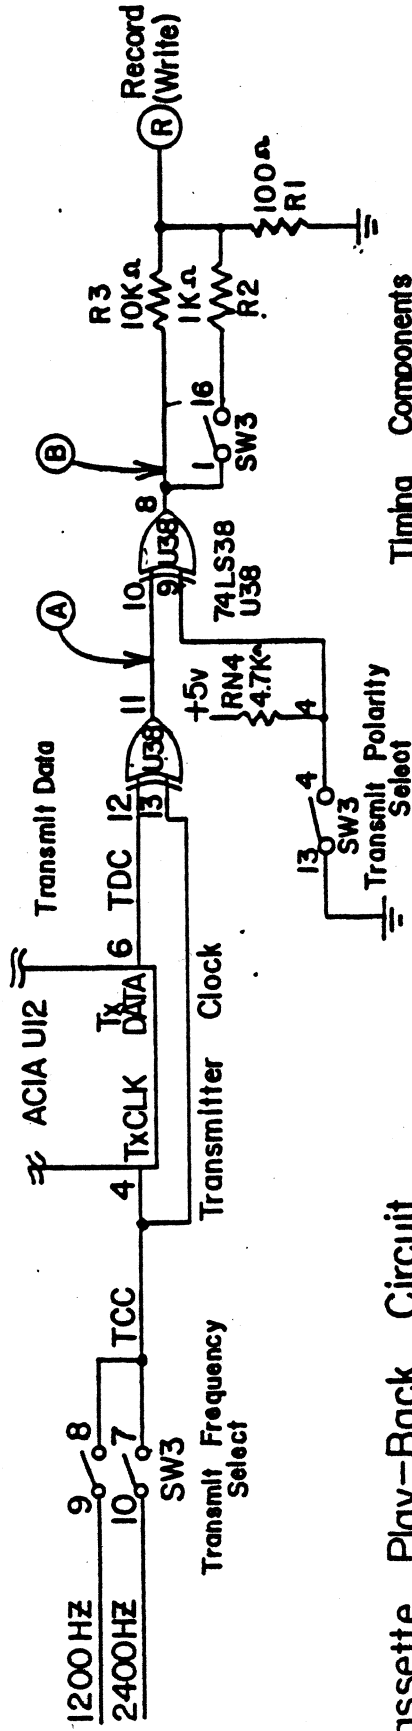 1200HZ
2400HZ
9
8
10
7
SW3
Transmit Frequency
Select
TCC
4
TxCLK
ACIA U12
Tx
DATA
6
TDC
Transmitter Clock
Transmit Data
12
13
U38
11
A
10
9
U38
8
74LS38
U38
B
+5v
RN4
4.7K
4
13
4
SW3
Transmit Polarity
Select
1
16
SW3
R3
10KΩ
1KΩ
R2
100Ω
R1
R
Record
(Write)
Timing Components
Play-Back Circuit